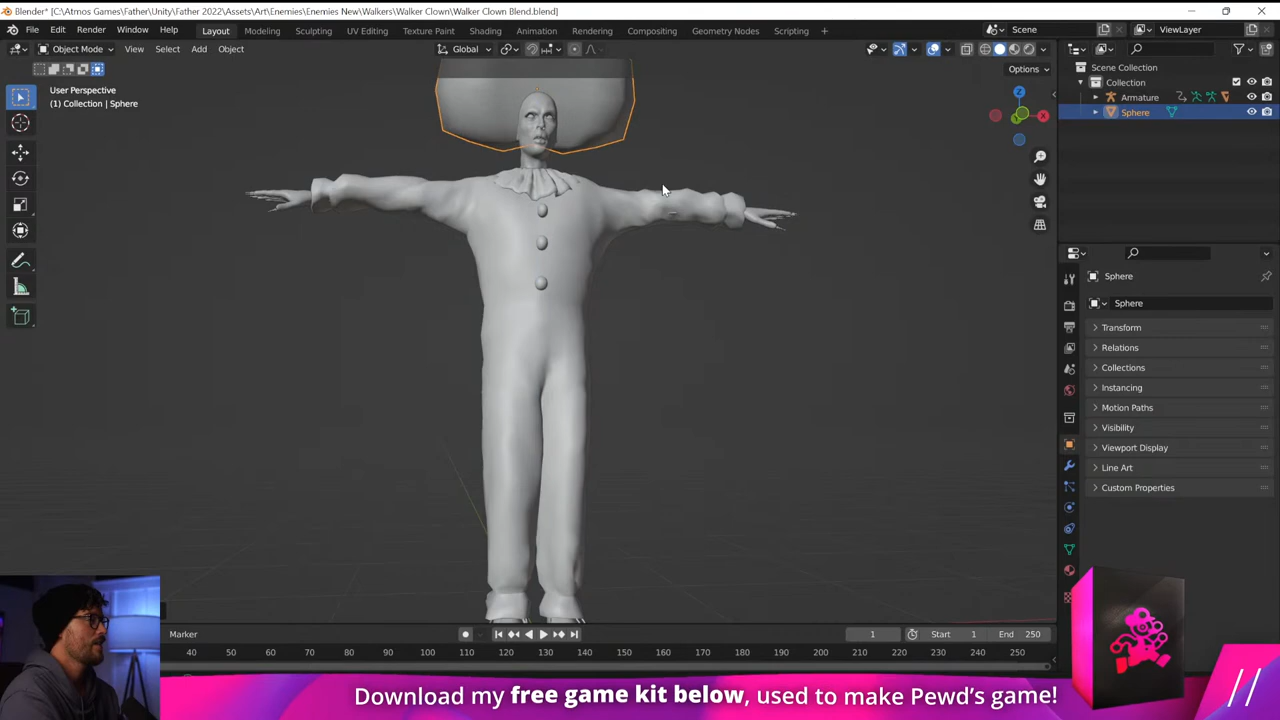 Blender* [C:\Atmos Games\Father\Unity\Father 2022\Assets\Art\Enemies\Enemies New\Walkers\Walker Clown\Walker Clown Blend.blend]
File Edit Render Window Help Layout Modeling Sculpting UV Editing Texture Paint Shading Animation Rendering Compositing Geometry Nodes Scripting + Scene ViewLayer
Object Mode View Select Add Object Global
Options
User Perspective
(1) Collection | Sphere
Z
X
Y
Scene Collection
Collection
Armature
Sphere
Sphere
Sphere
Transform
Relations
Collections
Instancing
Motion Paths
Visibility
Viewport Display
Line Art
Custom Properties
Marker 1 Start 1 End 250
40 50 60 70 80 90 100 110 120 130 140 150 160 170 180 190 200 210 220 230 240 250
Download my free game kit below, used to make Pewd's game!
//